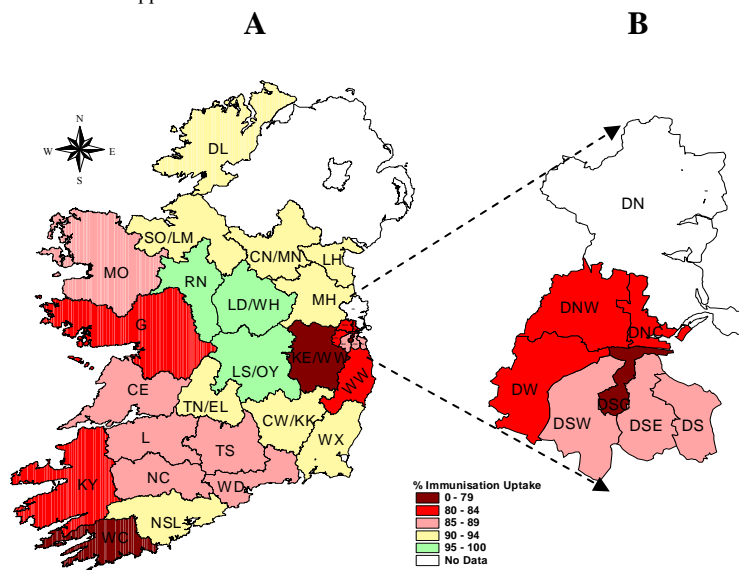 A B
N
W E
S
DL
DN
SO/LM
CN/MN
LH
MO
RN
LD/WH
MH
DNW
G
DNC
KE/WW
LS/OY
WW
DW
CE
TN/EL
DSC
DSW
DSE
DS
CW/KK
L
TS
WX
KY
NC
WD
% Immunisation Uptake
0 - 79
80 - 84
85 - 89
90 - 94
95 - 100
No Data
NSL
WC